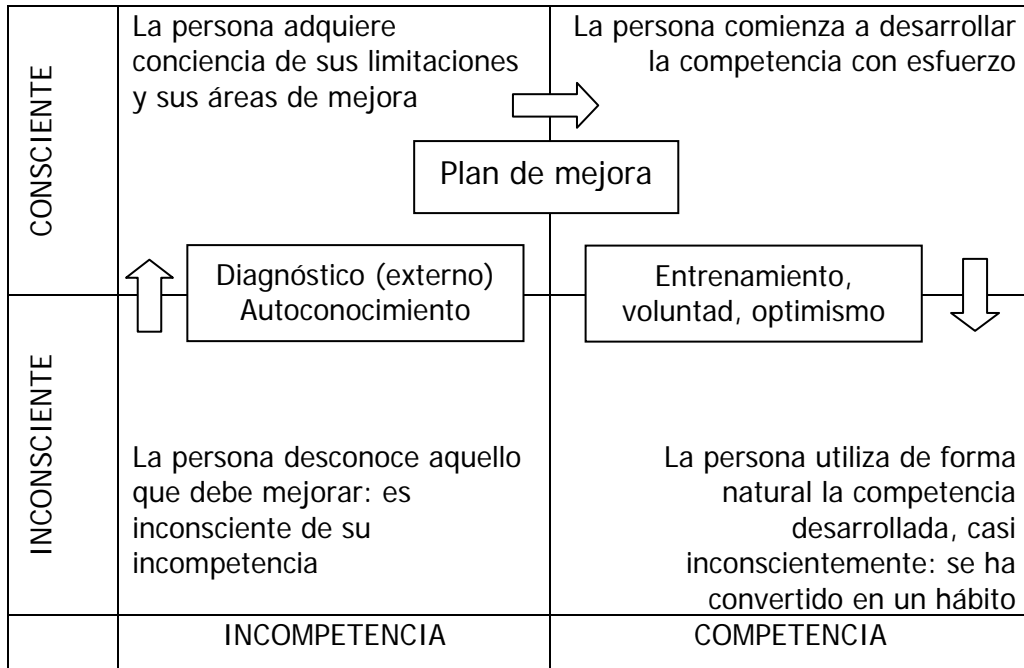 CONSCIENTE
La persona adquiere
conciencia de sus limitaciones
y sus áreas de mejora
La persona comienza a desarrollar
la competencia con esfuerzo
Plan de mejora
Diagnóstico (externo)
Autoconocimiento
Entrenamiento,
voluntad, optimismo
INCONSCIENTE
La persona desconoce aquello
que debe mejorar: es
inconsciente de su
incompetencia
La persona utiliza de forma
natural la competencia
desarrollada, casi
inconscientemente: se ha
convertido en un hábito
INCOMPETENCIA
COMPETENCIA